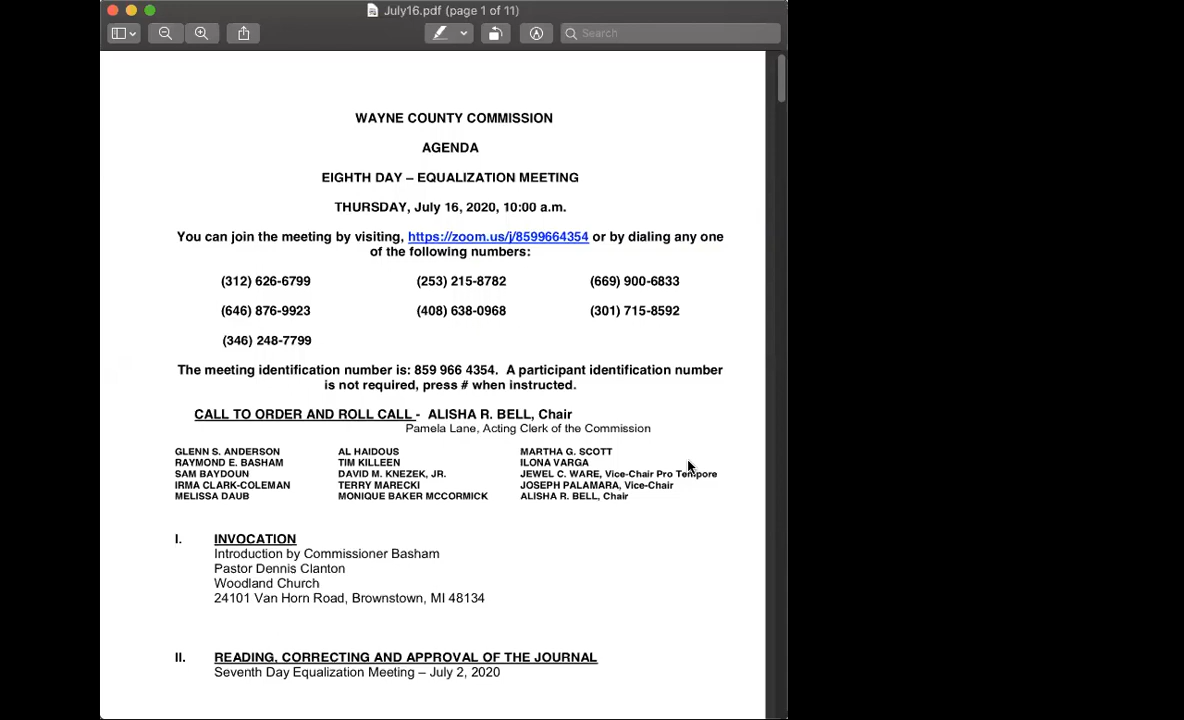 July16.pdf (page 1 of 11)
Search
WAYNE COUNTY COMMISSION
AGENDA
EIGHTH DAY – EQUALIZATION MEETING
THURSDAY, July 16, 2020, 10:00 a.m.
You can join the meeting by visiting, https://zoom.us/j/8599664354 or by dialing any one
of the following numbers:
(312) 626-6799 (253) 215-8782 (669) 900-6833
(646) 876-9923 (408) 638-0968 (301) 715-8592
(346) 248-7799
The meeting identification number is: 859 966 4354. A participant identification number
is not required, press # when instructed.
CALL TO ORDER AND ROLL CALL - ALISHA R. BELL, Chair
Pamela Lane, Acting Clerk of the Commission
GLENN S. ANDERSON AL HAIDOUS MARTHA G. SCOTT
RAYMOND E. BASHAM TIM KILLEEN ILONA VARGA
SAM BAYDOUN DAVID M. KNEZEK, JR. JEWEL C. WARE, Vice-Chair Pro Tempore
IRMA CLARK-COLEMAN TERRY MARECKI JOSEPH PALAMARA, Vice-Chair
MELISSA DAUB MONIQUE BAKER MCCORMICK ALISHA R. BELL, Chair
I. INVOCATION
Introduction by Commissioner Basham
Pastor Dennis Clanton
Woodland Church
24101 Van Horn Road, Brownstown, MI 48134
II. READING, CORRECTING AND APPROVAL OF THE JOURNAL
Seventh Day Equalization Meeting – July 2, 2020